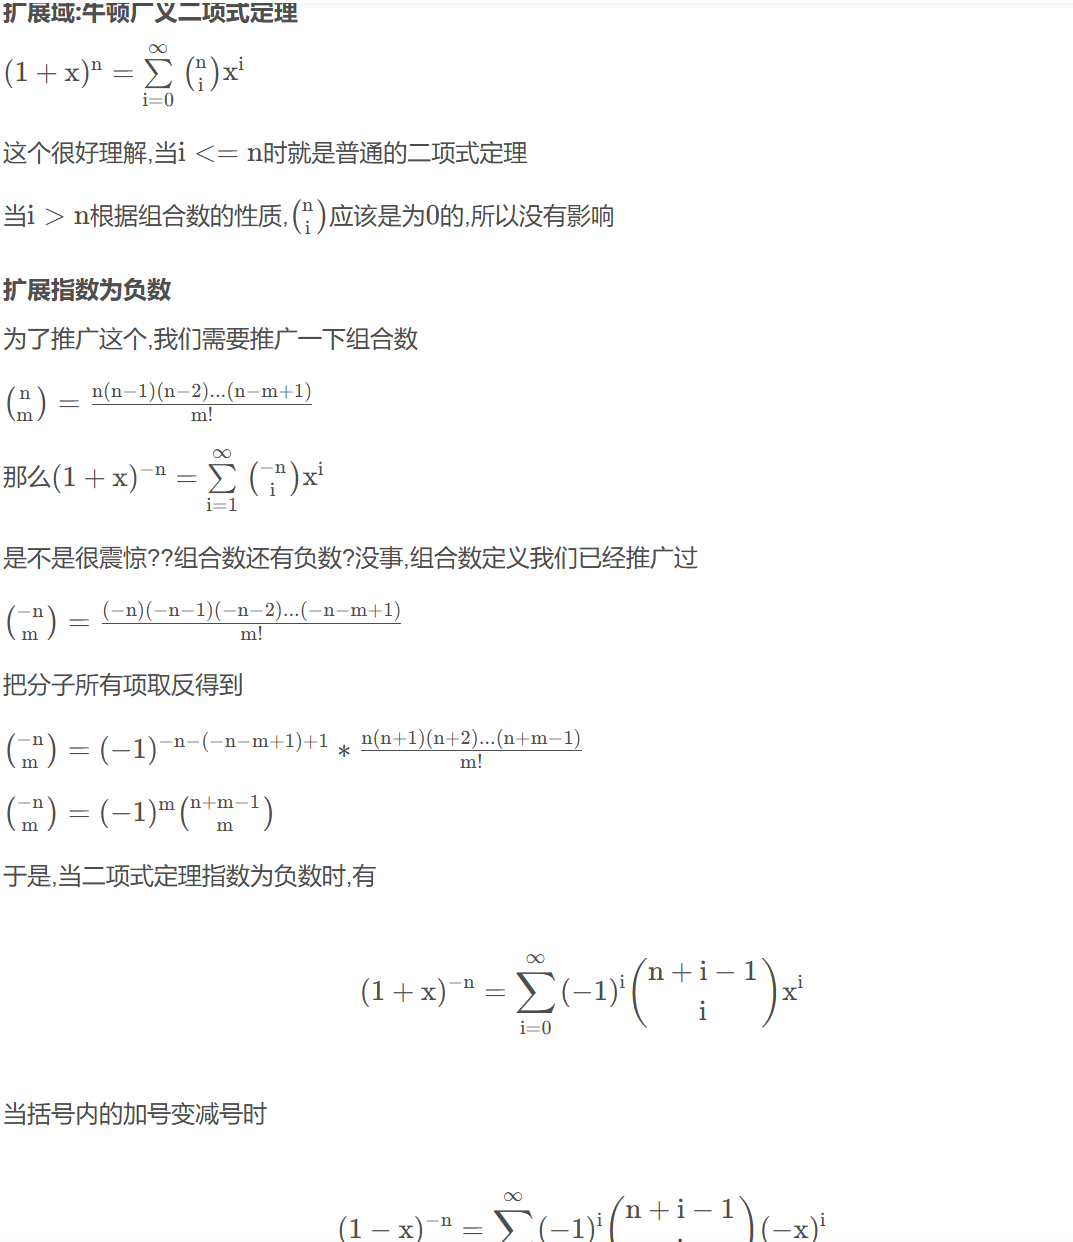 扩展域:牛顿广义二项式定理
(1 + x)^n = ∑_{i=0}^{∞} \binom{n}{i} x^i
这个很好理解,当i <= n时就是普通的二项式定理
当i > n根据组合数的性质,\binom{n}{i}应该是为0的,所以没有影响
扩展指数为负数
为了推广这个,我们需要推广一下组合数
\binom{n}{m} = \frac{n(n−1)(n−2)...(n−m+1)}{m!}
那么(1 + x)^{−n} = ∑_{i=1}^{∞} \binom{−n}{i} x^i
是不是很震惊??组合数还有负数?没事,组合数定义我们已经推广过
\binom{−n}{m} = \frac{(−n)(−n−1)(−n−2)...(−n−m+1)}{m!}
把分子所有项取反得到
\binom{−n}{m} = (−1)^{−n−(−n−m+1)+1} * \frac{n(n+1)(n+2)...(n+m−1)}{m!}
\binom{−n}{m} = (−1)^m \binom{n+m−1}{m}
于是,当二项式定理指数为负数时,有
(1 + x)^{−n} = ∑_{i=0}^{∞} (−1)^i \binom{n + i − 1}{i} x^i
当括号内的加号变减号时
(1 − x)^{−n} = ∑^{∞} (−1)^i \binom{n + i − 1}{} (−x)^i